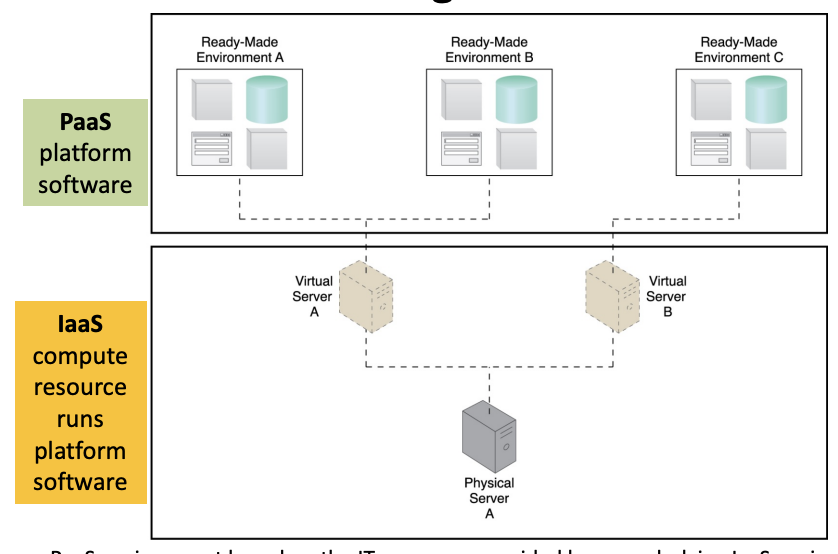 Ready-Made
Environment A
Ready-Made
Environment B
Ready-Made
Environment C
PaaS
platform
software
Virtual
Server
A
Virtual
Server
B
IaaS
compute
resource
runs
platform
software
Physical
Server
A